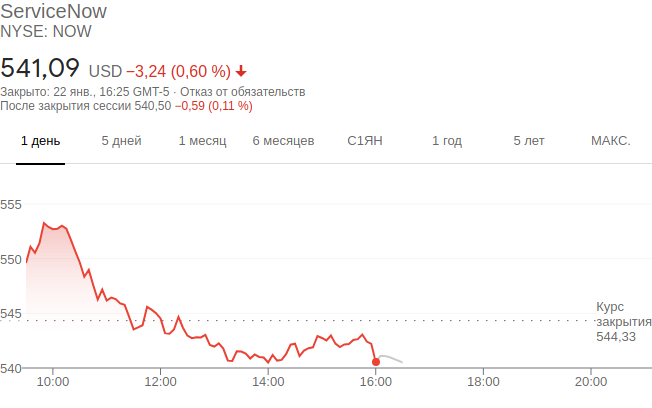 ServiceNow
NYSE: NOW
541,09 USD −3,24 (0,60 %)
Закрыто: 22 янв., 16:25 GMT-5 · Отказ от обязательств
После закрытия сессии 540,50 −0,59 (0,11 %)
1 день 5 дней 1 месяц 6 месяцев С1ЯН 1 год 5 лет МАКС.
555
550
545
Курс
закрытия
544,33
540
10:00 12:00 14:00 16:00 18:00 20:00